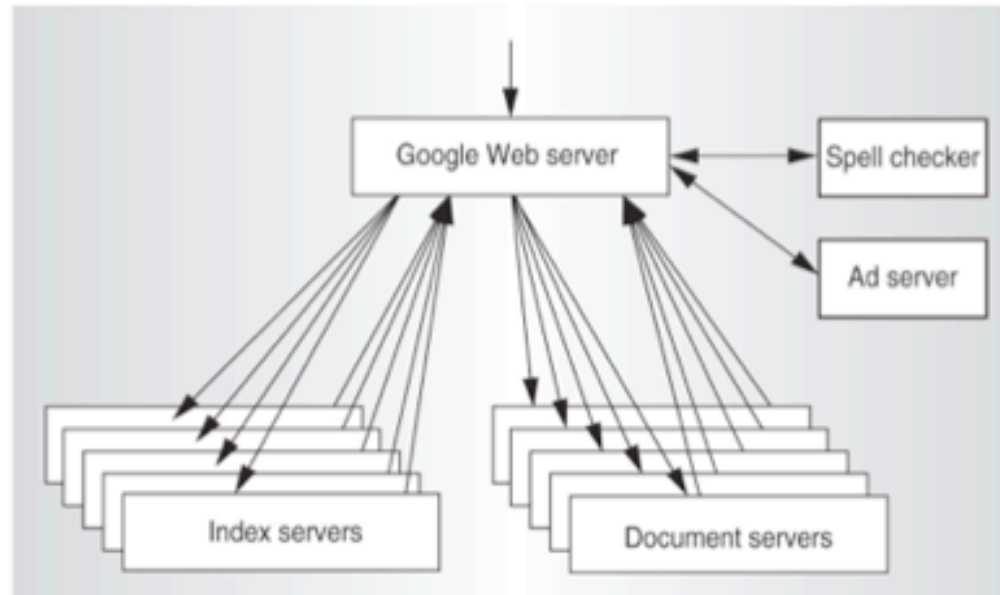 Google Web server
Spell checker
Ad server
Index servers
Document servers